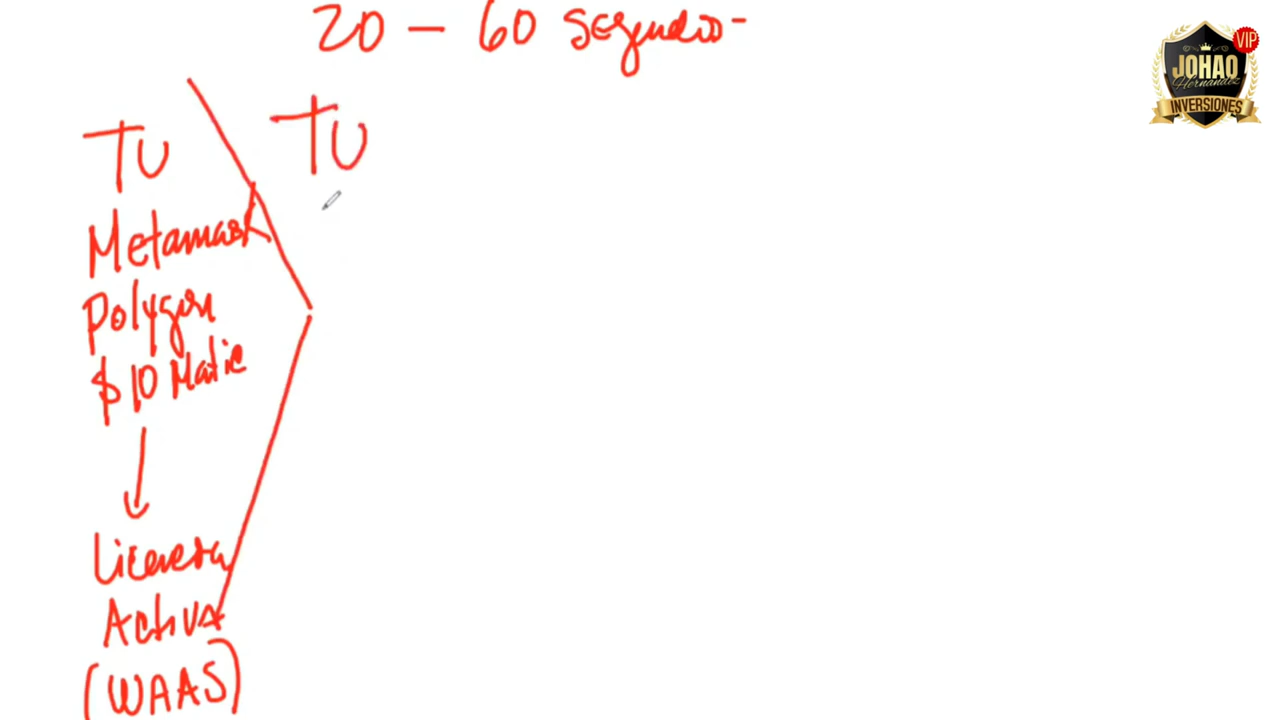 20 - 60 Segundos-
TU
Metamask
Polygon
$10 Matic
Licencia
Activa
(WAAS)
TU
VIP
JOHAO
Hernandez
INVERSIONES